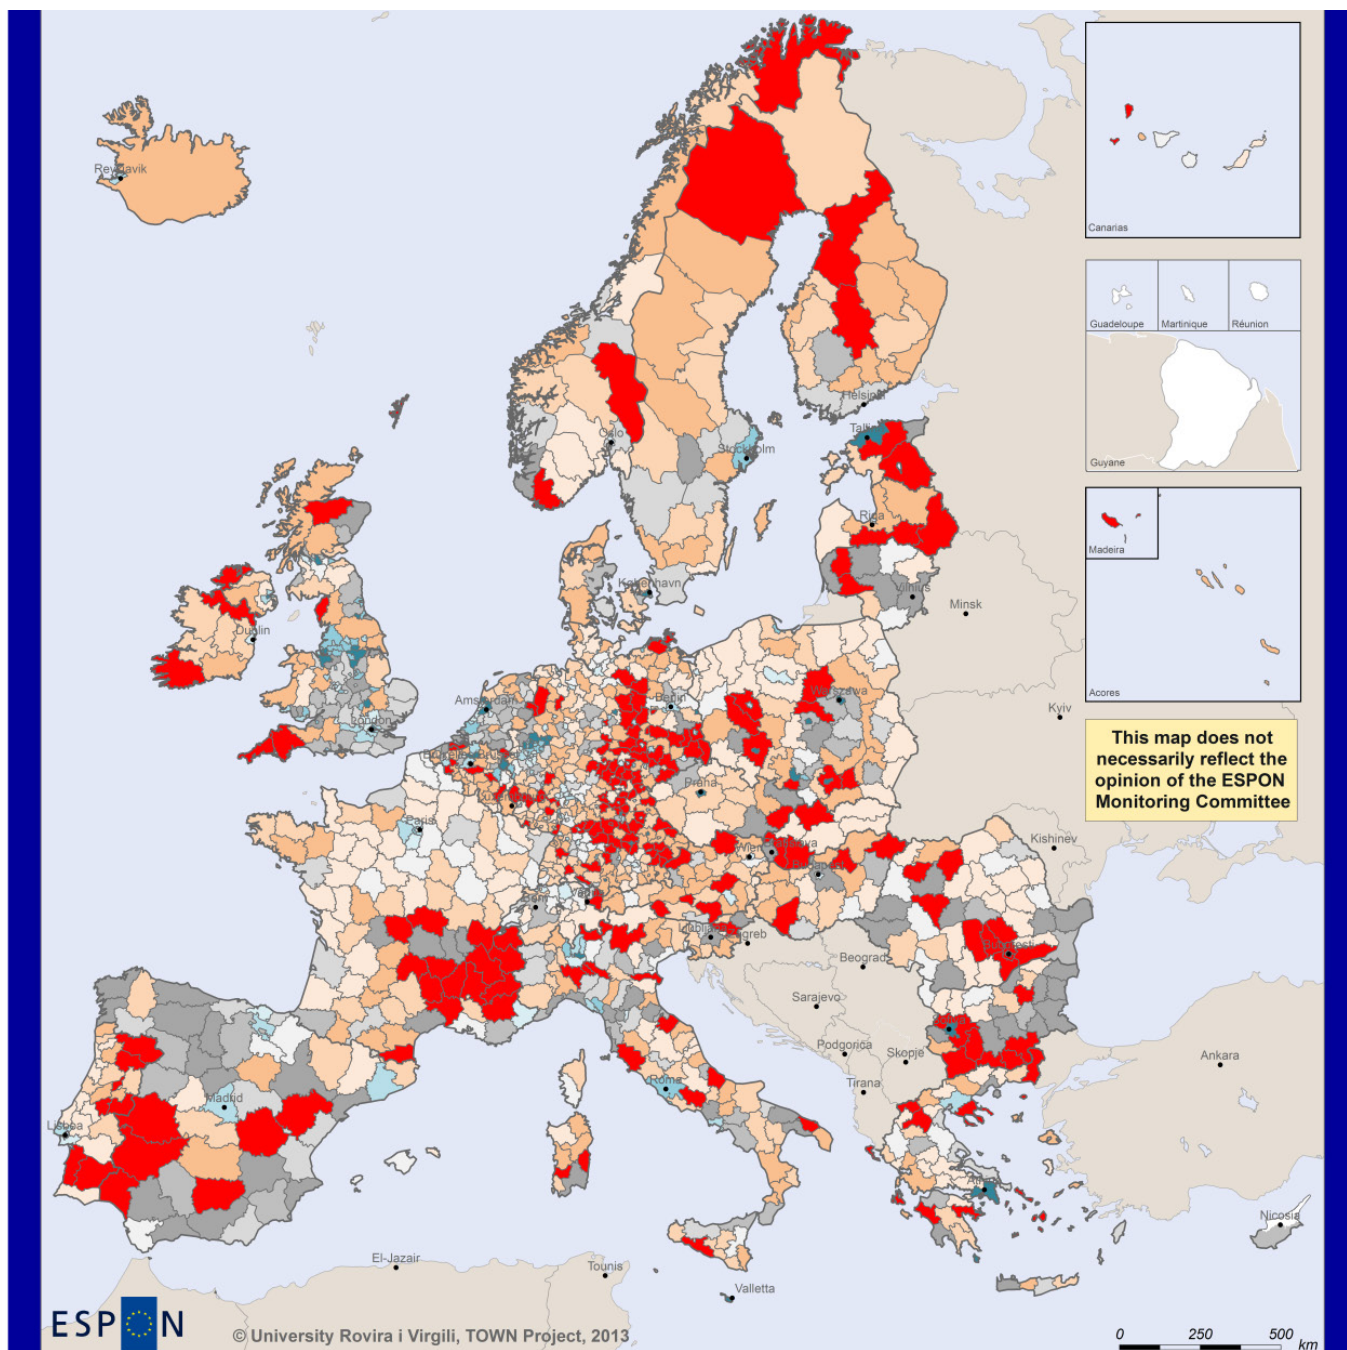 Reykjavik
Canarias
Guadeloupe
Martinique
Réunion
Helsinki
Tallinn
Oslo
Stockholm
Guyane
Riga
Madeira
København
Vilnius
Minsk
Dublin
Acores
Amsterdam
Berlin
Warszawa
London
Kyiv
This map does not
necessarily reflect the
opinion of the ESPON
Monitoring Committee
Praha
Paris
Kishinev
Wien
Budapest
Bern
Ljubljana
Zagreb
Bucuresti
Beograd
Sarajevo
Podgorica
Skopje
Ankara
Tirana
Roma
Madrid
Lisboa
Nicosia
El-Jazair
Tounis
Valletta
ESPON
© University Rovira i Virgili, TOWN Project, 2013
0 250 500
km